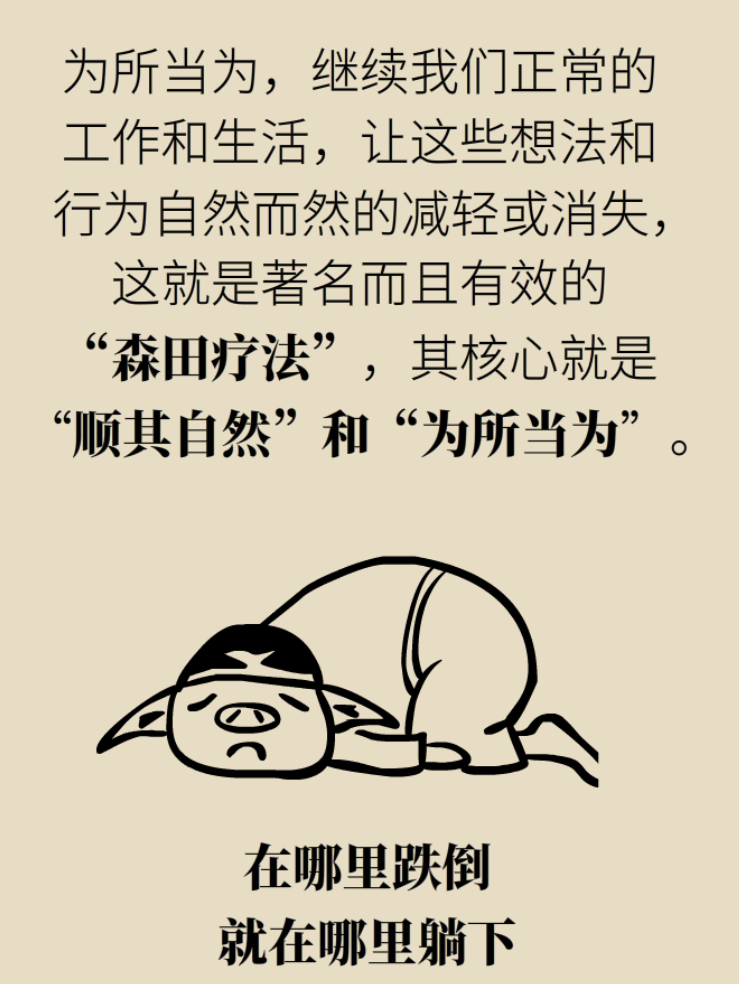 为所当为，继续我们正常的
工作和生活，让这些想法和
行为自然而然的减轻或消失，
这就是著名而且有效的
“森田疗法”，其核心就是
“顺其自然”和“为所当为”。
在哪里跌倒
就在哪里躺下